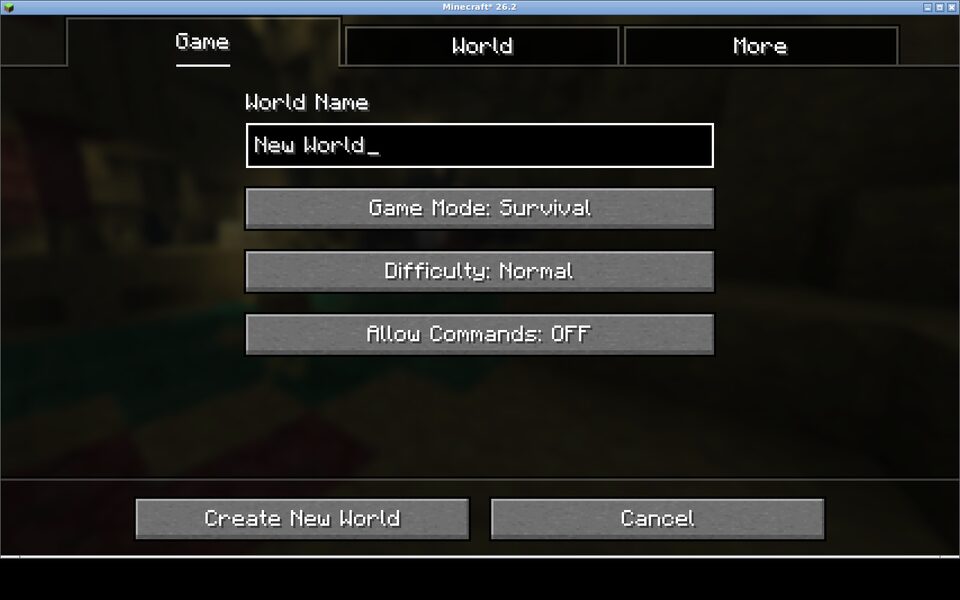 Minecraft* 26.2
Game
World
More
World Name
New World_
Game Mode: Survival
Difficulty: Normal
Allow Commands: OFF
Create New World
Cancel